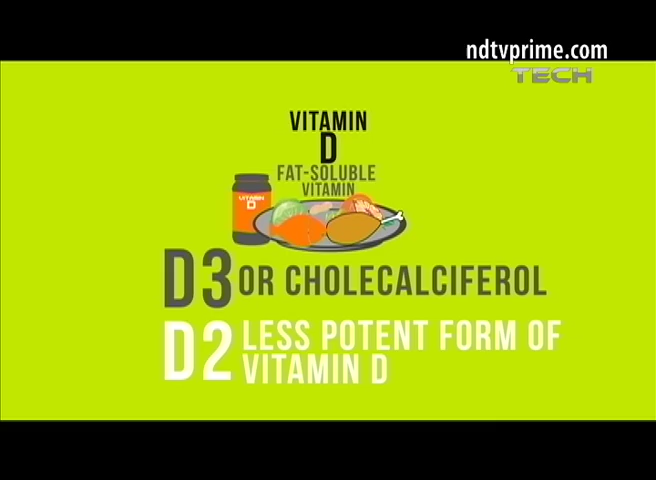 ndtvprime.com
TECH
VITAMIN
D
FAT-SOLUBLE
VITAMIN
VITAMIN
D
D3 OR CHOLECALCIFEROL
D2 LESS POTENT FORM OF
VITAMIN D